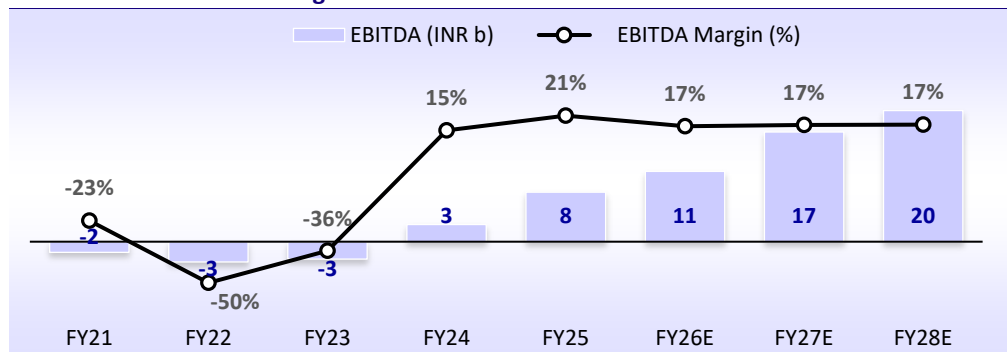 EBITDA (INR b) EBITDA Margin (%)
21%
15% 17% 17% 17%
-23%
-36%
-2 -3 -3 3 8 11 17 20
-50%
FY21 FY22 FY23 FY24 FY25 FY26E FY27E FY28E